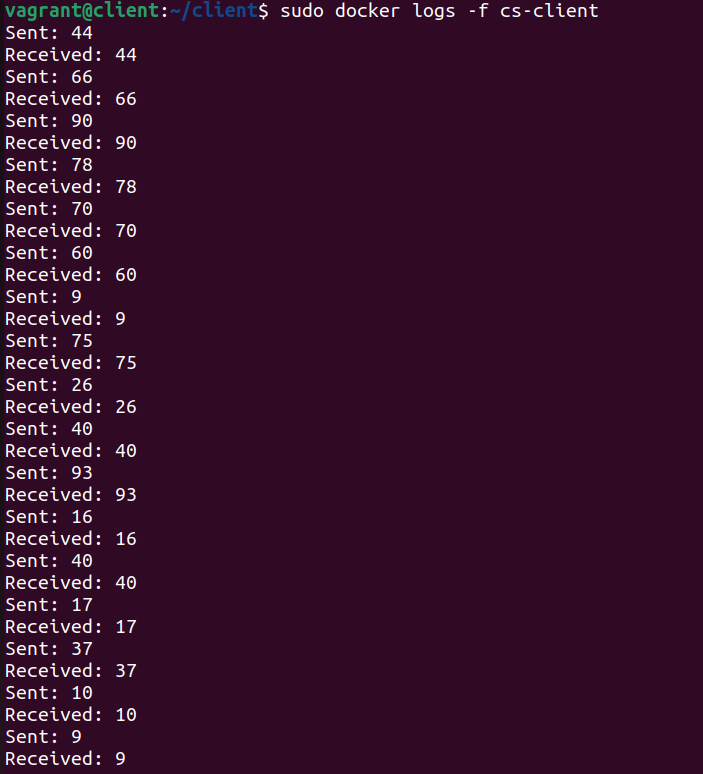 vagrant@client:~/client$ sudo docker logs -f cs-client
Sent: 44
Received: 44
Sent: 66
Received: 66
Sent: 90
Received: 90
Sent: 78
Received: 78
Sent: 70
Received: 70
Sent: 60
Received: 60
Sent: 9
Received: 9
Sent: 75
Received: 75
Sent: 26
Received: 26
Sent: 40
Received: 40
Sent: 93
Received: 93
Sent: 16
Received: 16
Sent: 40
Received: 40
Sent: 17
Received: 17
Sent: 37
Received: 37
Sent: 10
Received: 10
Sent: 9
Received: 9